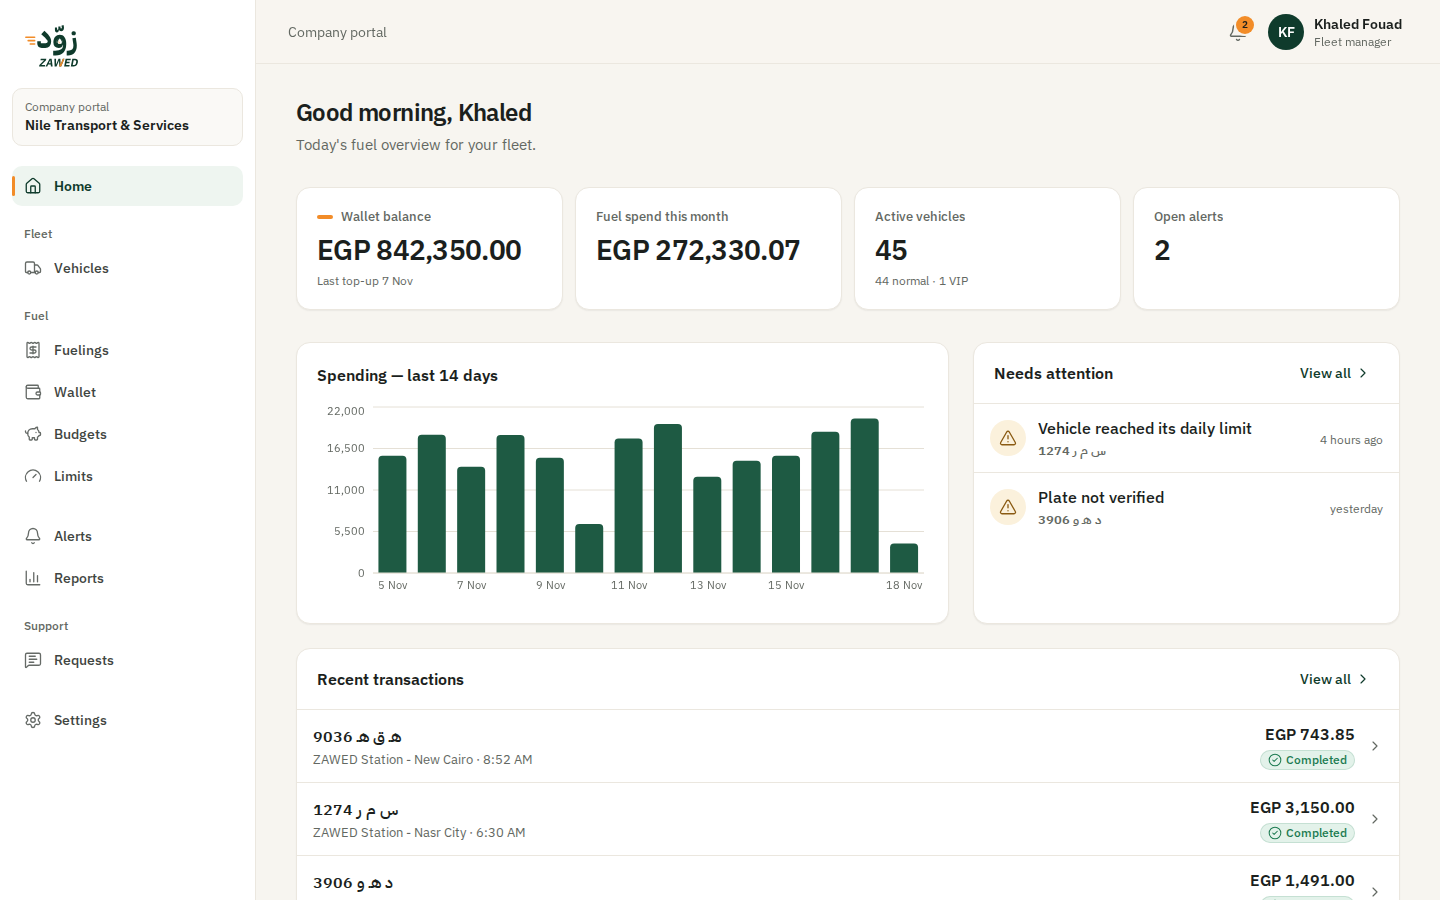 زوّد
ZAWED
Company portal
Nile Transport & Services
Home
Fleet
Vehicles
Fuel
Fuelings
Wallet
Budgets
Limits
Alerts
Reports
Support
Requests
Settings
Company portal
2
KF
Khaled Fouad
Fleet manager
Good morning, Khaled
Today's fuel overview for your fleet.
Wallet balance
EGP 842,350.00
Last top-up 7 Nov
Fuel spend this month
EGP 272,330.07
Active vehicles
45
44 normal · 1 VIP
Open alerts
2
Spending — last 14 days
22,000
16,500
11,000
5,500
0
5 Nov 7 Nov 9 Nov 11 Nov 13 Nov 15 Nov 18 Nov
Needs attention
View all
Vehicle reached its daily limit
س م ر 1274
4 hours ago
Plate not verified
د هـ و 3906
yesterday
Recent transactions
View all
هـ ق هـ 9036
ZAWED Station - New Cairo · 8:52 AM
EGP 743.85
Completed
س م ر 1274
ZAWED Station - Nasr City · 6:30 AM
EGP 3,150.00
Completed
د هـ و 3906
EGP 1,491.00